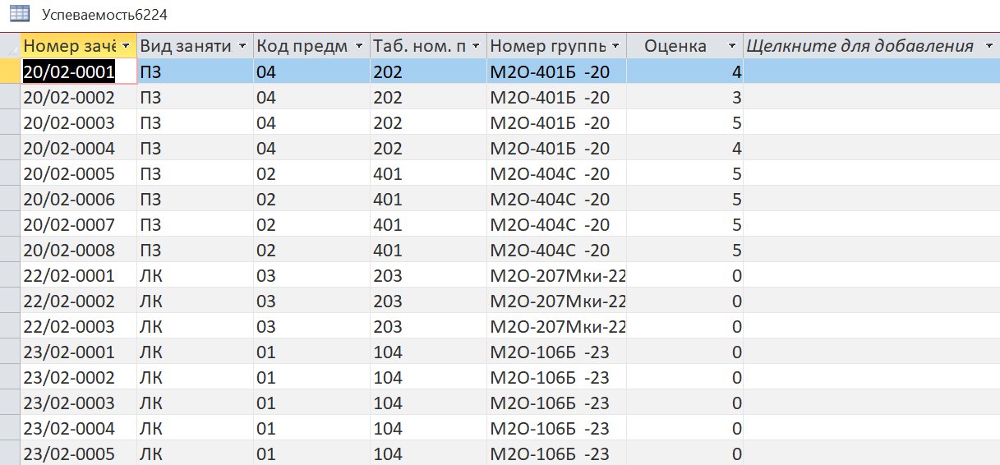 Успеваемость6224
Номер зачё Вид заняти Код предм Таб. ном. п Номер группь Оценка Щелкните для добавления
20/02-0001 ПЗ 04 202 М2О-401Б -20 4
20/02-0002 ПЗ 04 202 М2О-401Б -20 3
20/02-0003 ПЗ 04 202 М2О-401Б -20 5
20/02-0004 ПЗ 04 202 М2О-401Б -20 4
20/02-0005 ПЗ 02 401 М2О-404С -20 5
20/02-0006 ПЗ 02 401 М2О-404С -20 5
20/02-0007 ПЗ 02 401 М2О-404С -20 5
20/02-0008 ПЗ 02 401 М2О-404С -20 5
22/02-0001 ЛК 03 203 М2О-207Мки-22 0
22/02-0002 ЛК 03 203 М2О-207Мки-22 0
22/02-0003 ЛК 03 203 М2О-207Мки-22 0
23/02-0001 ЛК 01 104 М2О-106Б -23 0
23/02-0002 ЛК 01 104 М2О-106Б -23 0
23/02-0003 ЛК 01 104 М2О-106Б -23 0
23/02-0004 ЛК 01 104 М2О-106Б -23 0
23/02-0005 ЛК 01 104 М2О-106Б -23 0